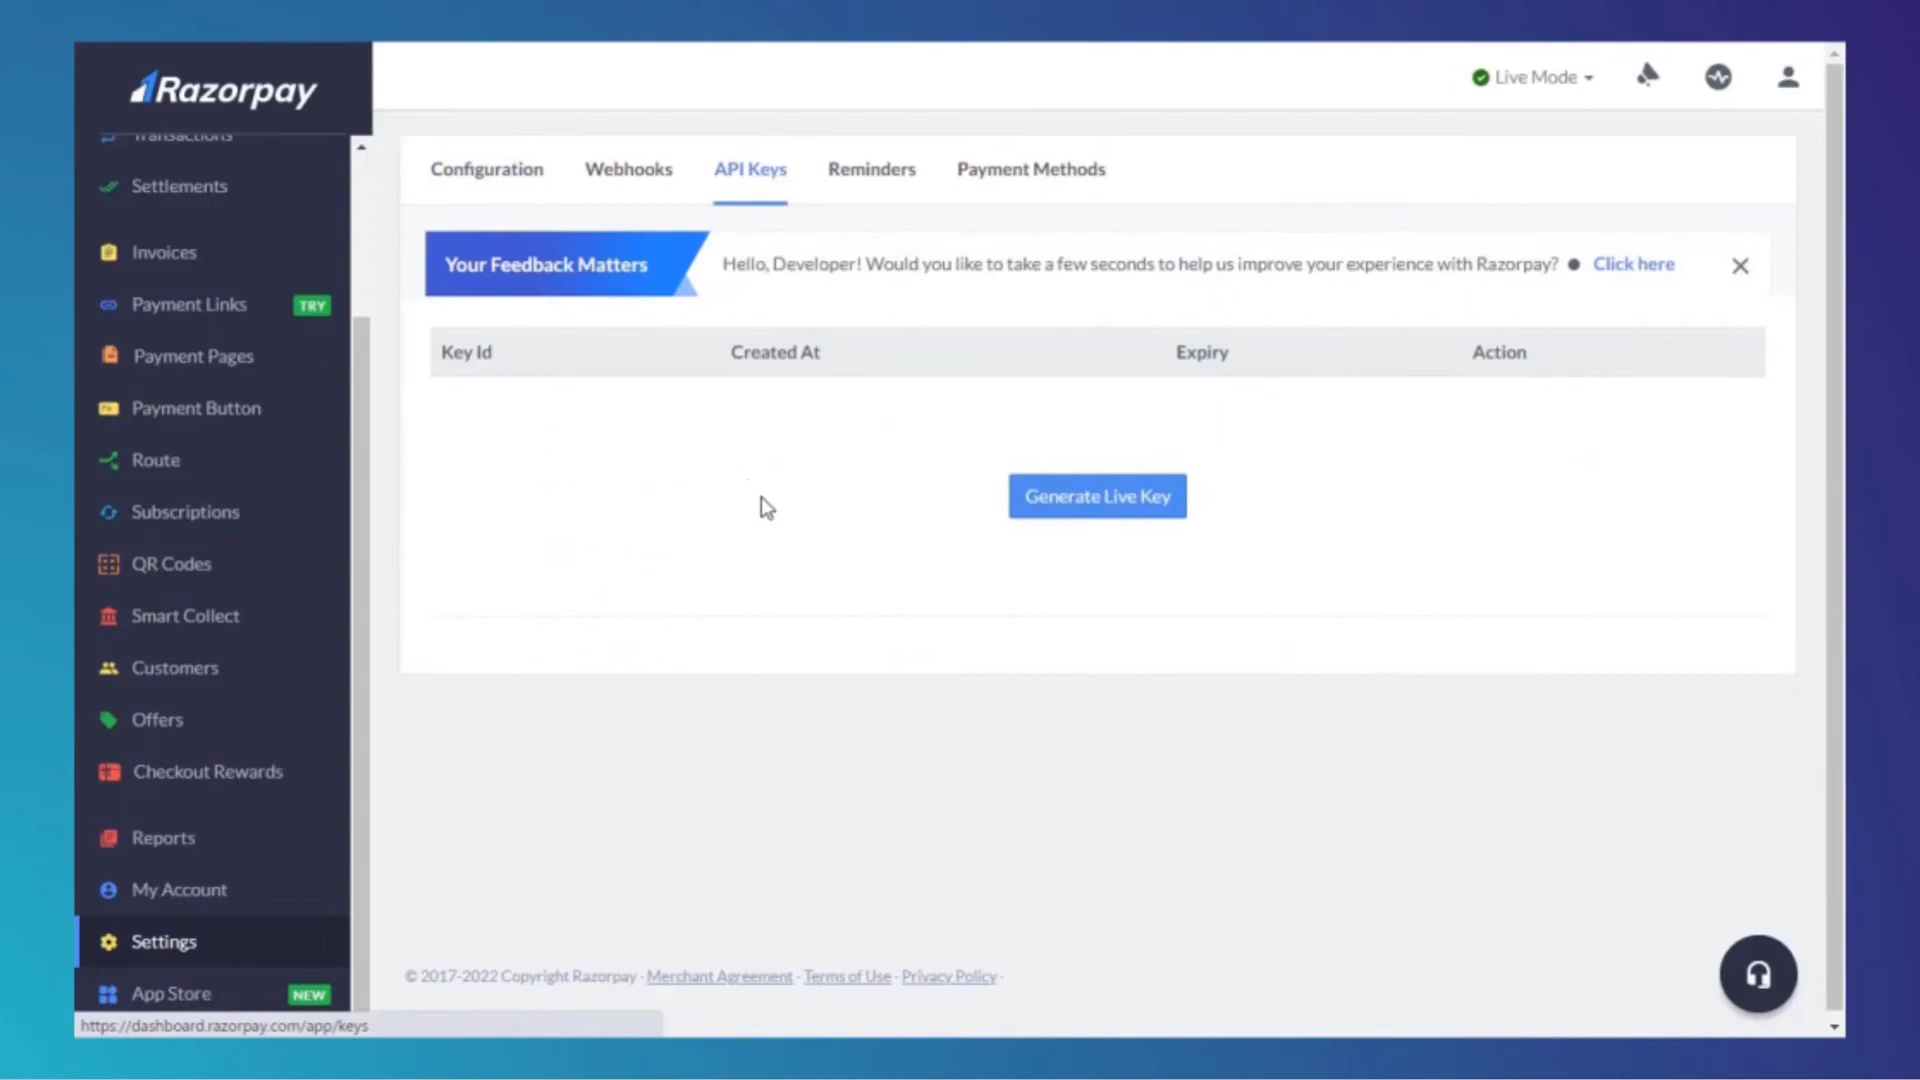 Razorpay
Live Mode
Transactions
Settlements
Invoices
Payment Links TRY
Payment Pages
Payment Button
Route
Subscriptions
QR Codes
Smart Collect
Customers
Offers
Checkout Rewards
Reports
My Account
Settings
App Store NEW
Configuration Webhooks API Keys Reminders Payment Methods
Your Feedback Matters Hello, Developer! Would you like to take a few seconds to help us improve your experience with Razorpay? ● Click here
Key Id Created At Expiry Action
Generate Live Key
© 2017-2022 Copyright Razorpay · Merchant Agreement · Terms of Use · Privacy Policy ·
https://dashboard.razorpay.com/app/keys